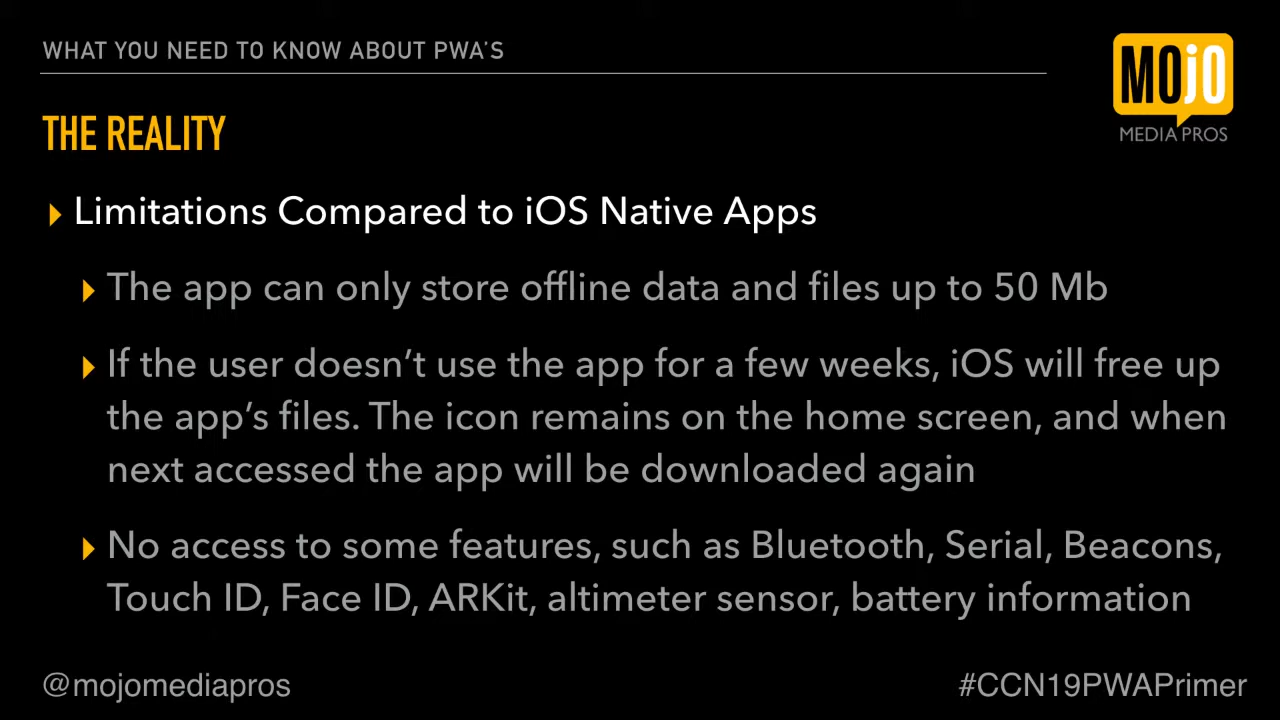 WHAT YOU NEED TO KNOW ABOUT PWA'S
MOjO
MEDIA PROS
THE REALITY
Limitations Compared to iOS Native Apps
The app can only store offline data and files up to 50 Mb
If the user doesn't use the app for a few weeks, iOS will free up
the app's files. The icon remains on the home screen, and when
next accessed the app will be downloaded again
No access to some features, such as Bluetooth, Serial, Beacons,
Touch ID, Face ID, ARKit, altimeter sensor, battery information
@mojomediapros
#CCN19PWAPrimer